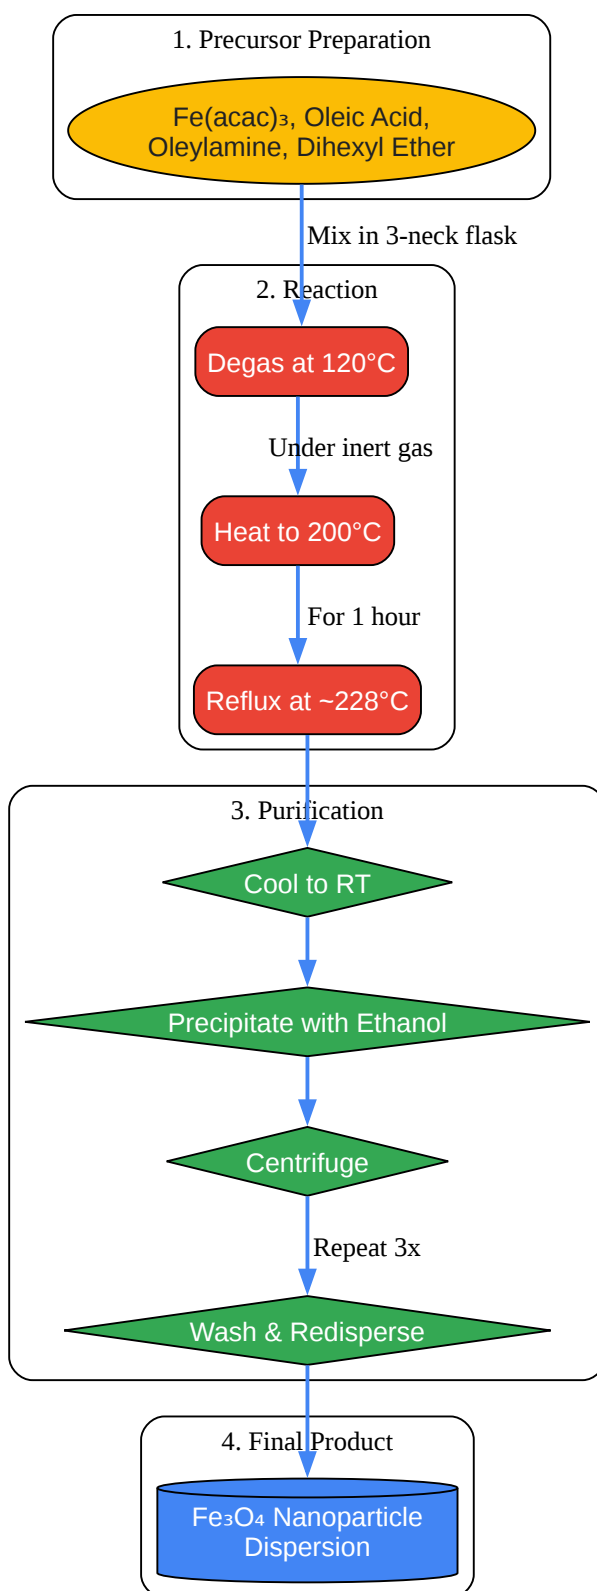 1. Precursor Preparation
Fe(acac)₃, Oleic Acid,
Oleylamine, Dihexyl Ether
Mix in 3-neck flask
2. Reaction
Degas at 120°C
Under inert gas
Heat to 200°C
For 1 hour
Reflux at ~228°C
3. Purification
Cool to RT
Precipitate with Ethanol
Centrifuge
Repeat 3x
Wash & Redisperse
4. Final Product
Fe₃O₄ Nanoparticle
Dispersion